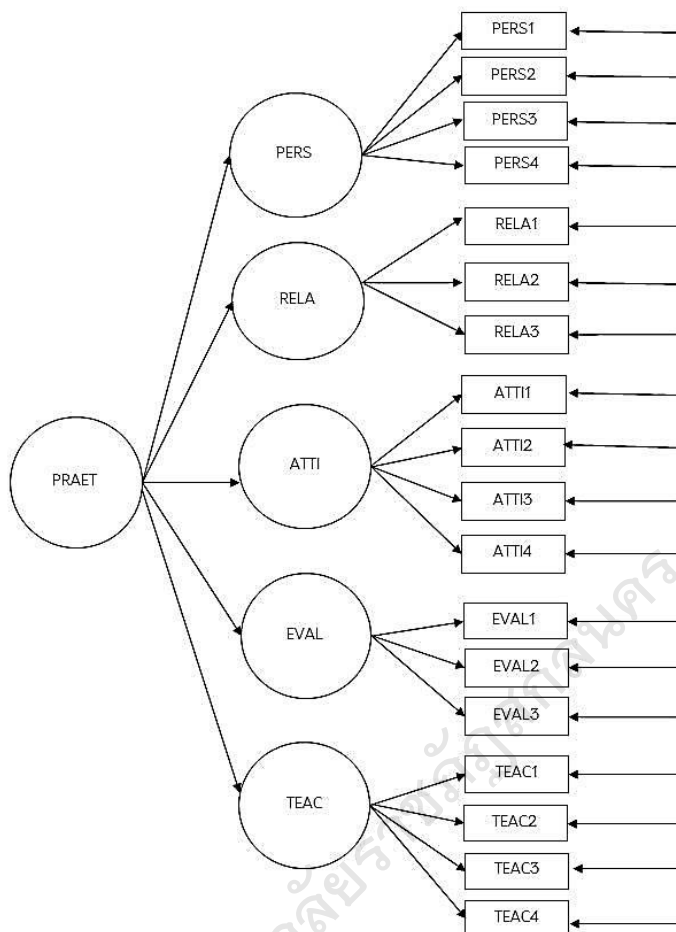 PERS1
PERS2
PERS
PERS3
PERS4
RELA1
RELA2
RELA
RELA3
ATTI1
ATTI2
ATTI
PRAET
ATTI3
ATTI4
EVAL1
EVAL
EVAL2
EVAL3
TEAC1
TEAC
TEAC2
TEAC3
TEAC4